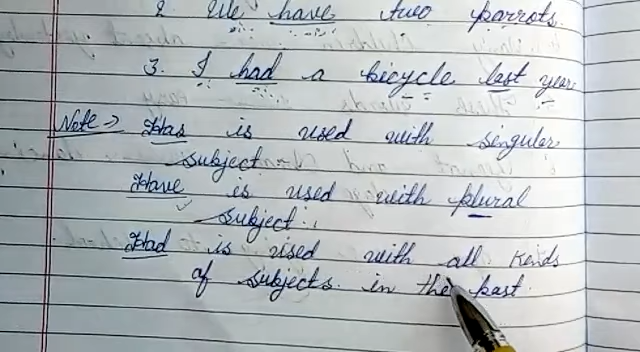 2. We have two parrots.
3. I had a bicycle last year.
Note → Has is used with singular
subject
Have is used with plural
subject.
Had is used with all kinds
of subjects in the past